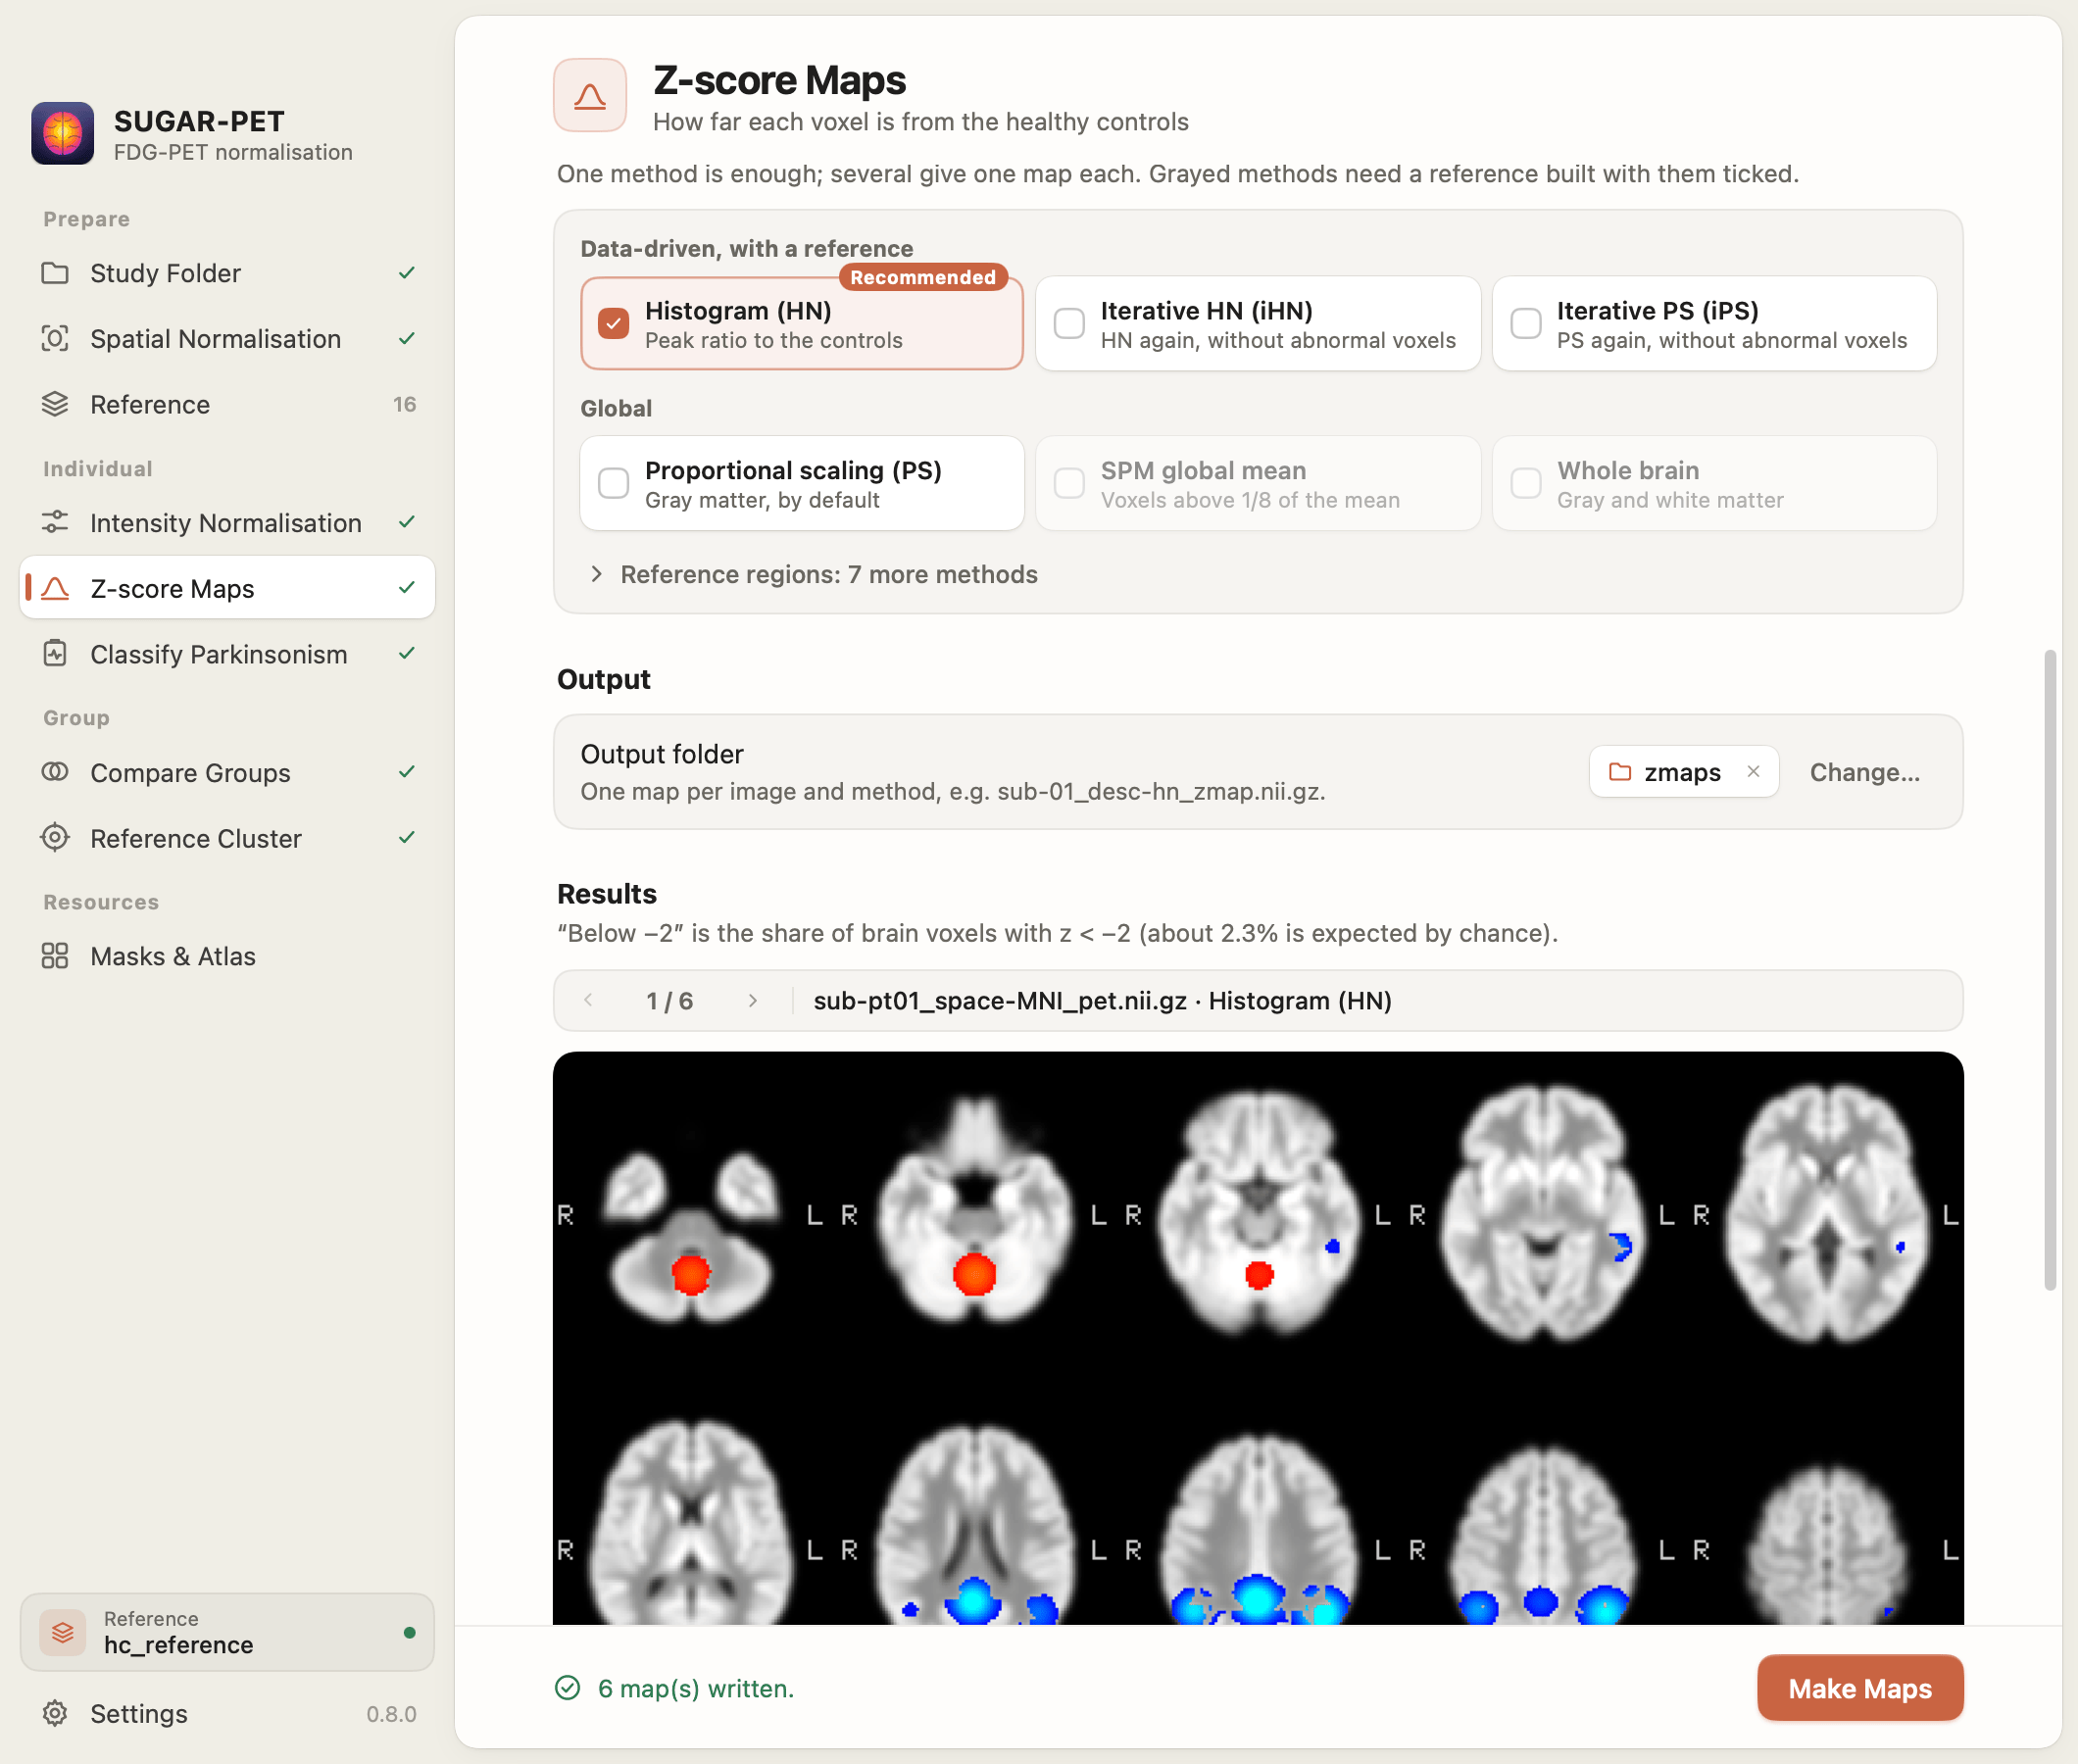 SUGAR-PET
FDG-PET normalisation
Prepare
Study Folder
Spatial Normalisation
Reference 16
Individual
Intensity Normalisation
Z-score Maps
Classify Parkinsonism
Group
Compare Groups
Reference Cluster
Resources
Masks & Atlas
Reference
hc_reference
Settings 0.8.0
Z-score Maps
How far each voxel is from the healthy controls
One method is enough; several give one map each. Grayed methods need a reference built with them ticked.
Data-driven, with a reference
Recommended
Histogram (HN)
Peak ratio to the controls
Iterative HN (iHN)
HN again, without abnormal voxels
Iterative PS (iPS)
PS again, without abnormal voxels
Global
Proportional scaling (PS)
Gray matter, by default
SPM global mean
Voxels above 1/8 of the mean
Whole brain
Gray and white matter
Reference regions: 7 more methods
Output
Output folder
One map per image and method, e.g. sub-01_desc-hn_zmap.nii.gz.
zmaps
Change...
Results
“Below −2” is the share of brain voxels with z < −2 (about 2.3% is expected by chance).
1 / 6
sub-pt01_space-MNI_pet.nii.gz · Histogram (HN)
R L R L R L R L R L
R L R L R L R L R L
6 map(s) written.
Make Maps